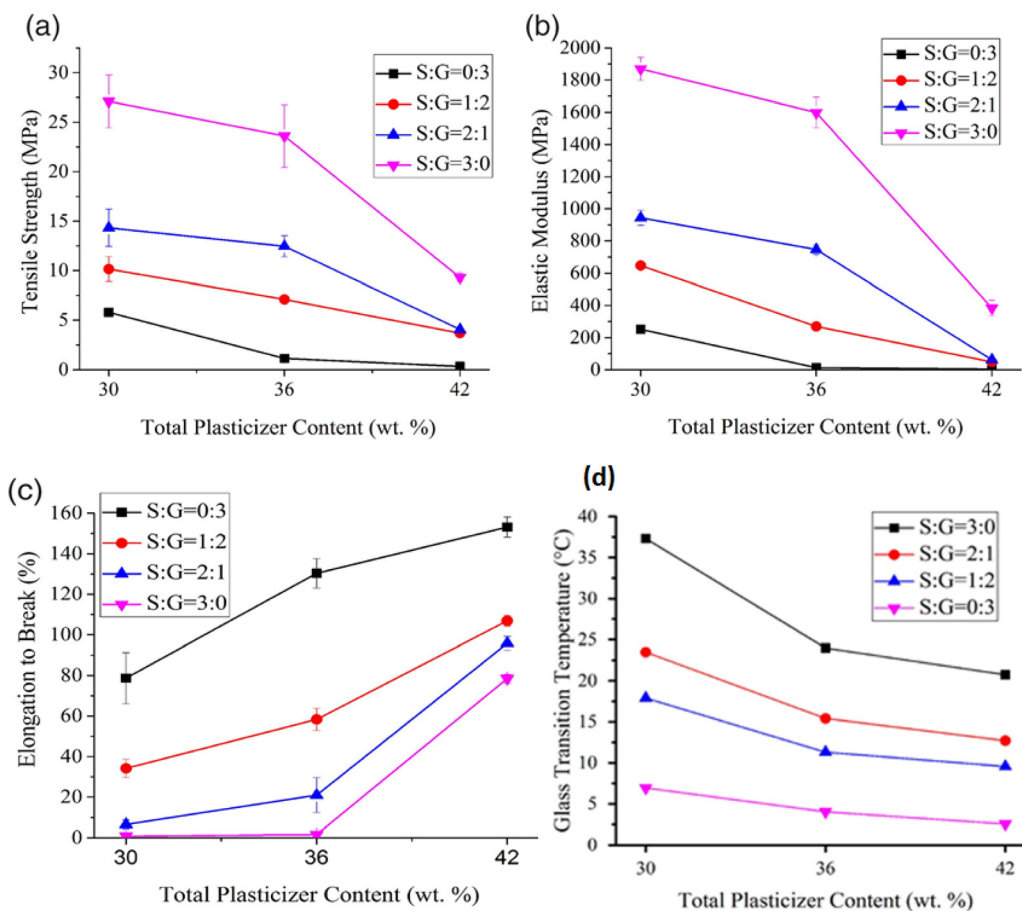 (a)
Tensile Strength (MPa)
30
25
20
15
10
5
0
S:G=0:3
S:G=1:2
S:G=2:1
S:G=3:0
30 36 42
Total Plasticizer Content (wt. %)
(b)
Elastic Modulus (MPa)
2000
1800
1600
1400
1200
1000
800
600
400
200
0
S:G=0:3
S:G=1:2
S:G=2:1
S:G=3:0
30 36 42
Total Plasticizer Content (wt. %)
(c)
Elongation to Break (%)
160
140
120
100
80
60
40
20
0
S:G=0:3
S:G=1:2
S:G=2:1
S:G=3:0
30 36 42
Total Plasticizer Content (wt. %)
(d)
Glass Transition Temperature (°C)
40
35
30
25
20
15
10
5
0
S:G=3:0
S:G=2:1
S:G=1:2
S:G=0:3
30 36 42
Total Plasticizer Content (wt. %)